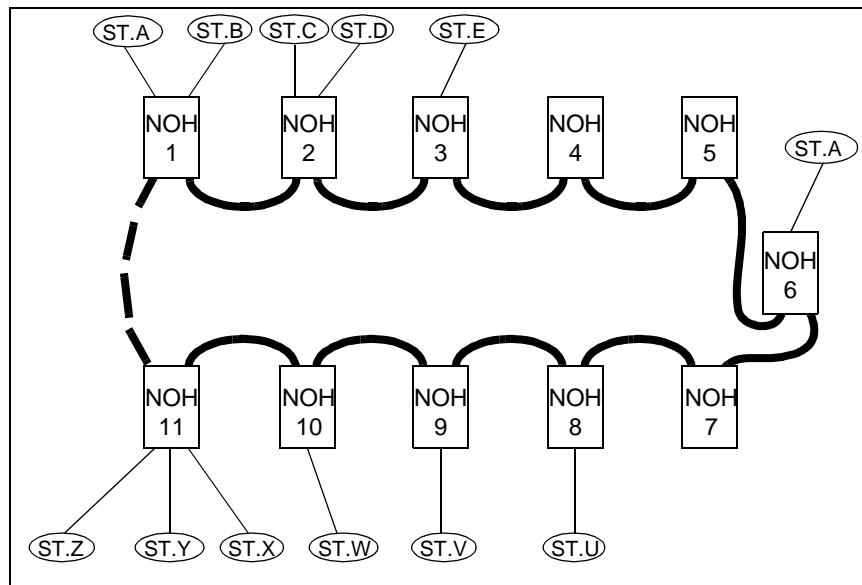 ST.A ST.B ST.C ST.D ST.E
NOH NOH NOH NOH NOH
1 2 3 4 5
ST.A
NOH
6
NOH NOH NOH NOH NOH
11 10 9 8 7
ST.Z ST.Y ST.X ST.W ST.V ST.U